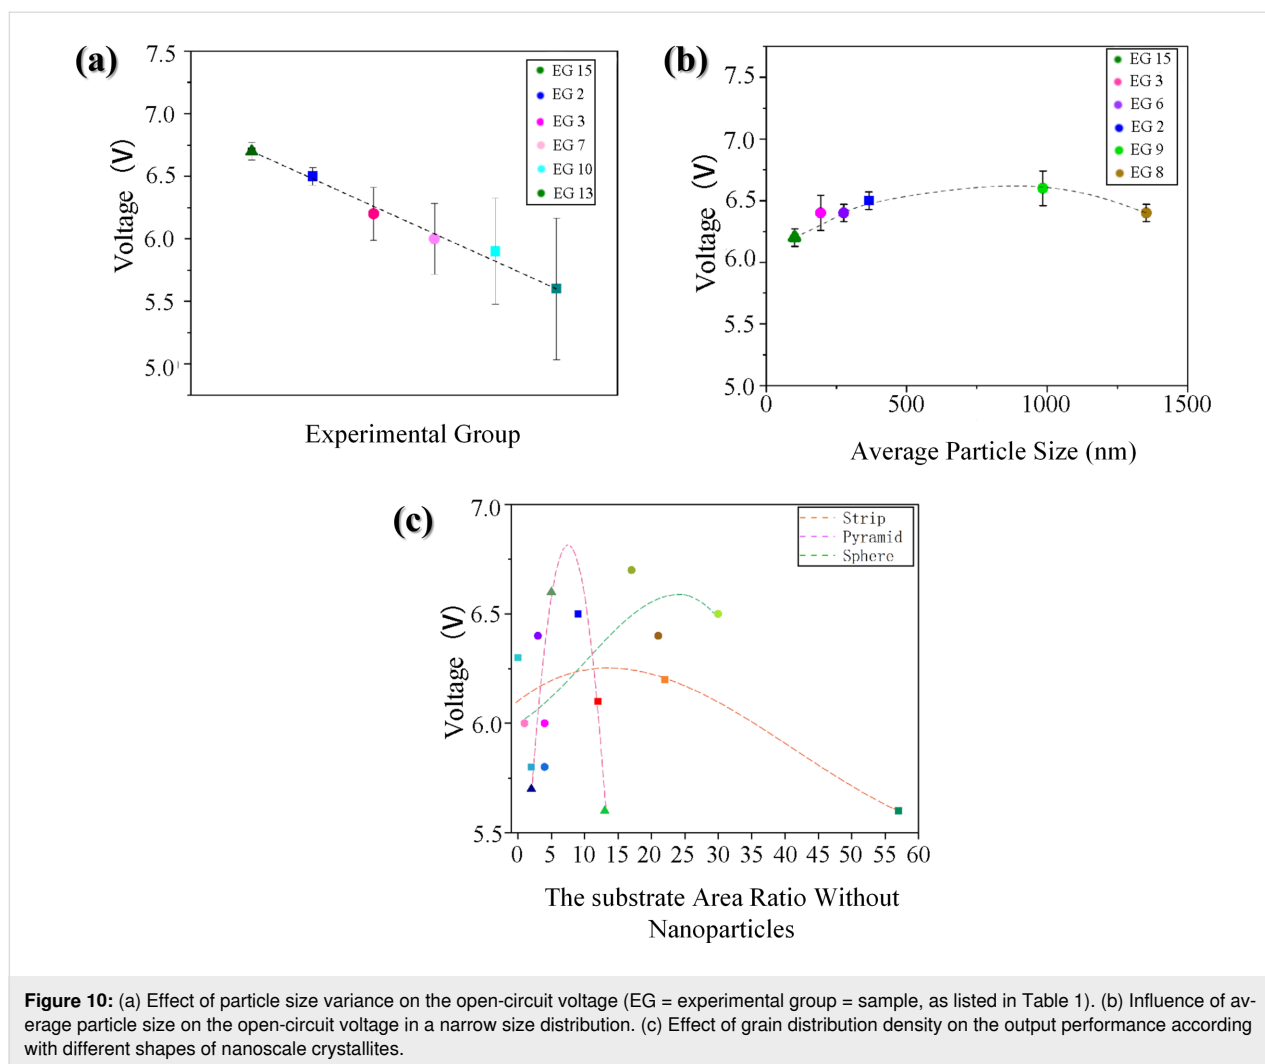 (a)
7.5
7.0
6.5
6.0
5.5
5.0
Voltage (V)
EG 15
EG 2
EG 3
EG 7
EG 10
EG 13
Experimental Group
(b)
7.5
7.0
6.5
6.0
5.5
5.0
Voltage (V)
EG 15
EG 3
EG 6
EG 2
EG 9
EG 8
0 500 1000 1500
Average Particle Size (nm)
(c)
7.0
6.5
6.0
5.5
Voltage (V)
Strip
Pyramid
Sphere
0 5 10 15 20 25 30 35 40 45 50 55 60
The substrate Area Ratio Without
Nanoparticles
Figure 10: (a) Effect of particle size variance on the open-circuit voltage (EG = experimental group = sample, as listed in Table 1). (b) Influence of av-
erage particle size on the open-circuit voltage in a narrow size distribution. (c) Effect of grain distribution density on the output performance according
with different shapes of nanoscale crystallites.